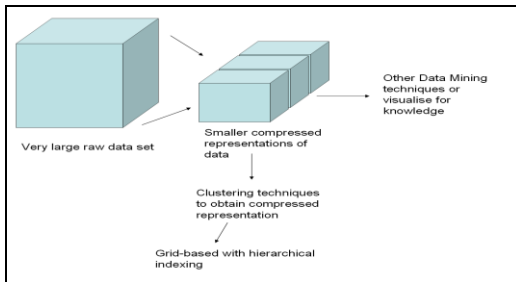 Very large raw data set
Smaller compressed
representations of
data
Other Data Mining
techniques or
visualise for
knowledge
Clustering techniques
to obtain compressed
representation
Grid-based with hierarchical
indexing